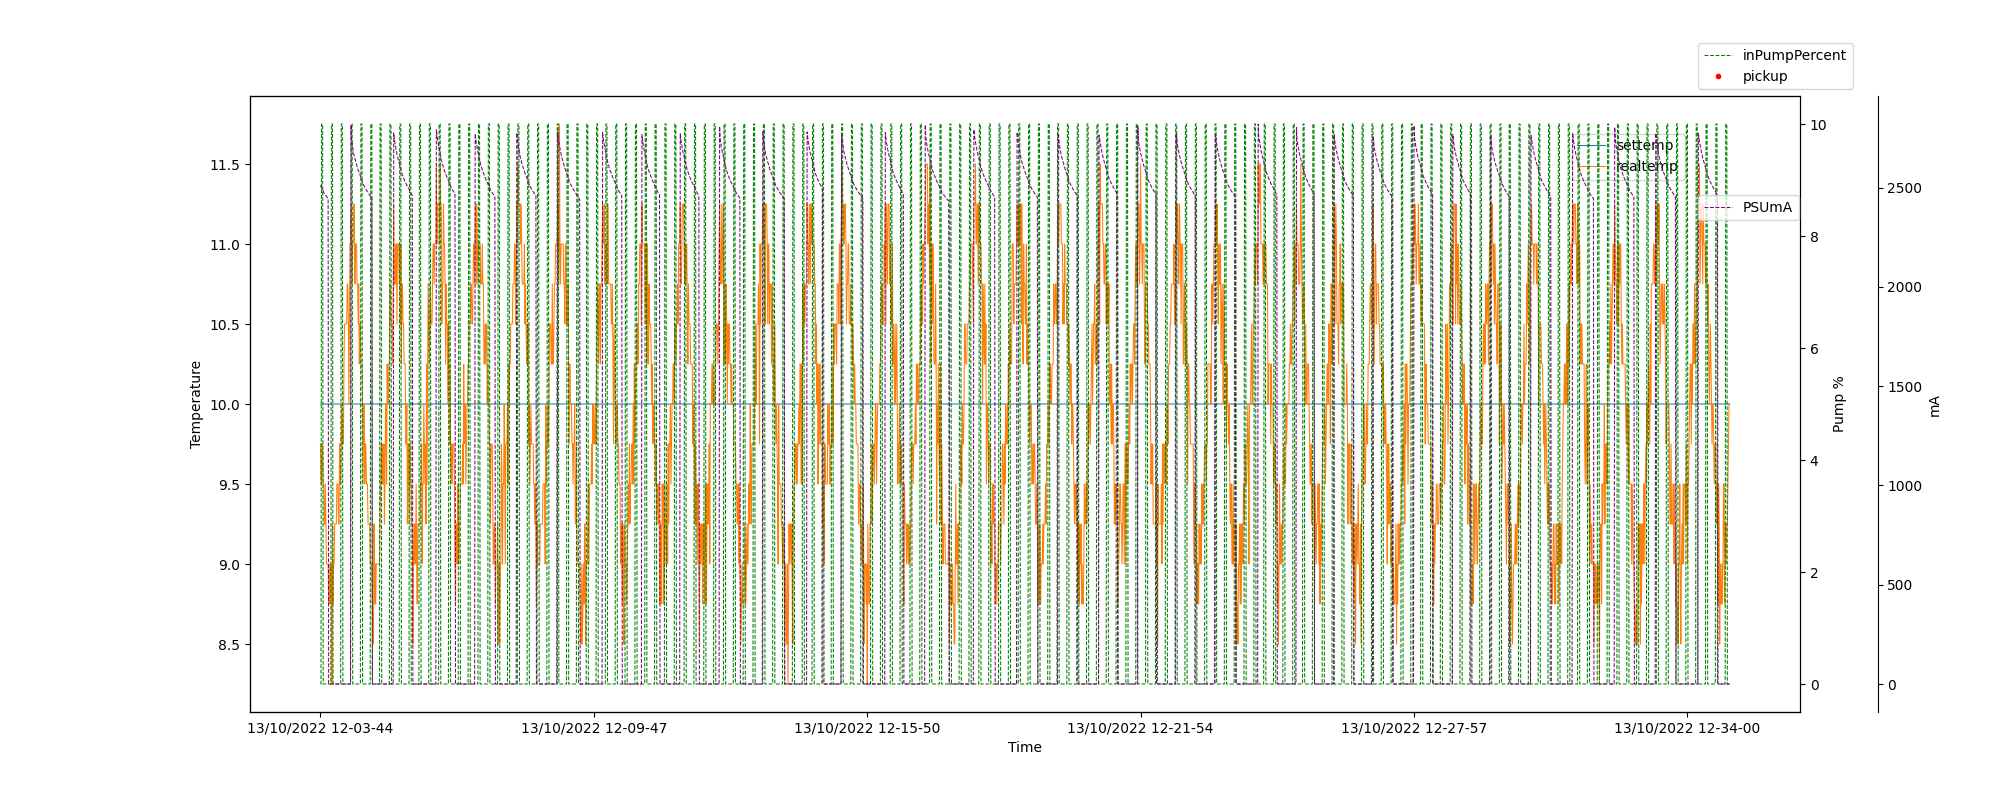 inPumpPercent
pickup
settemp
realtemp
PSUmA
Temperature
11.5
11.0
10.5
10.0
9.5
9.0
8.5
10
8
6
4
2
0
Pump %
2500
2000
1500
1000
500
0
mA
13/10/2022 12-03-44
13/10/2022 12-09-47
13/10/2022 12-15-50
13/10/2022 12-21-54
13/10/2022 12-27-57
13/10/2022 12-34-00
Time